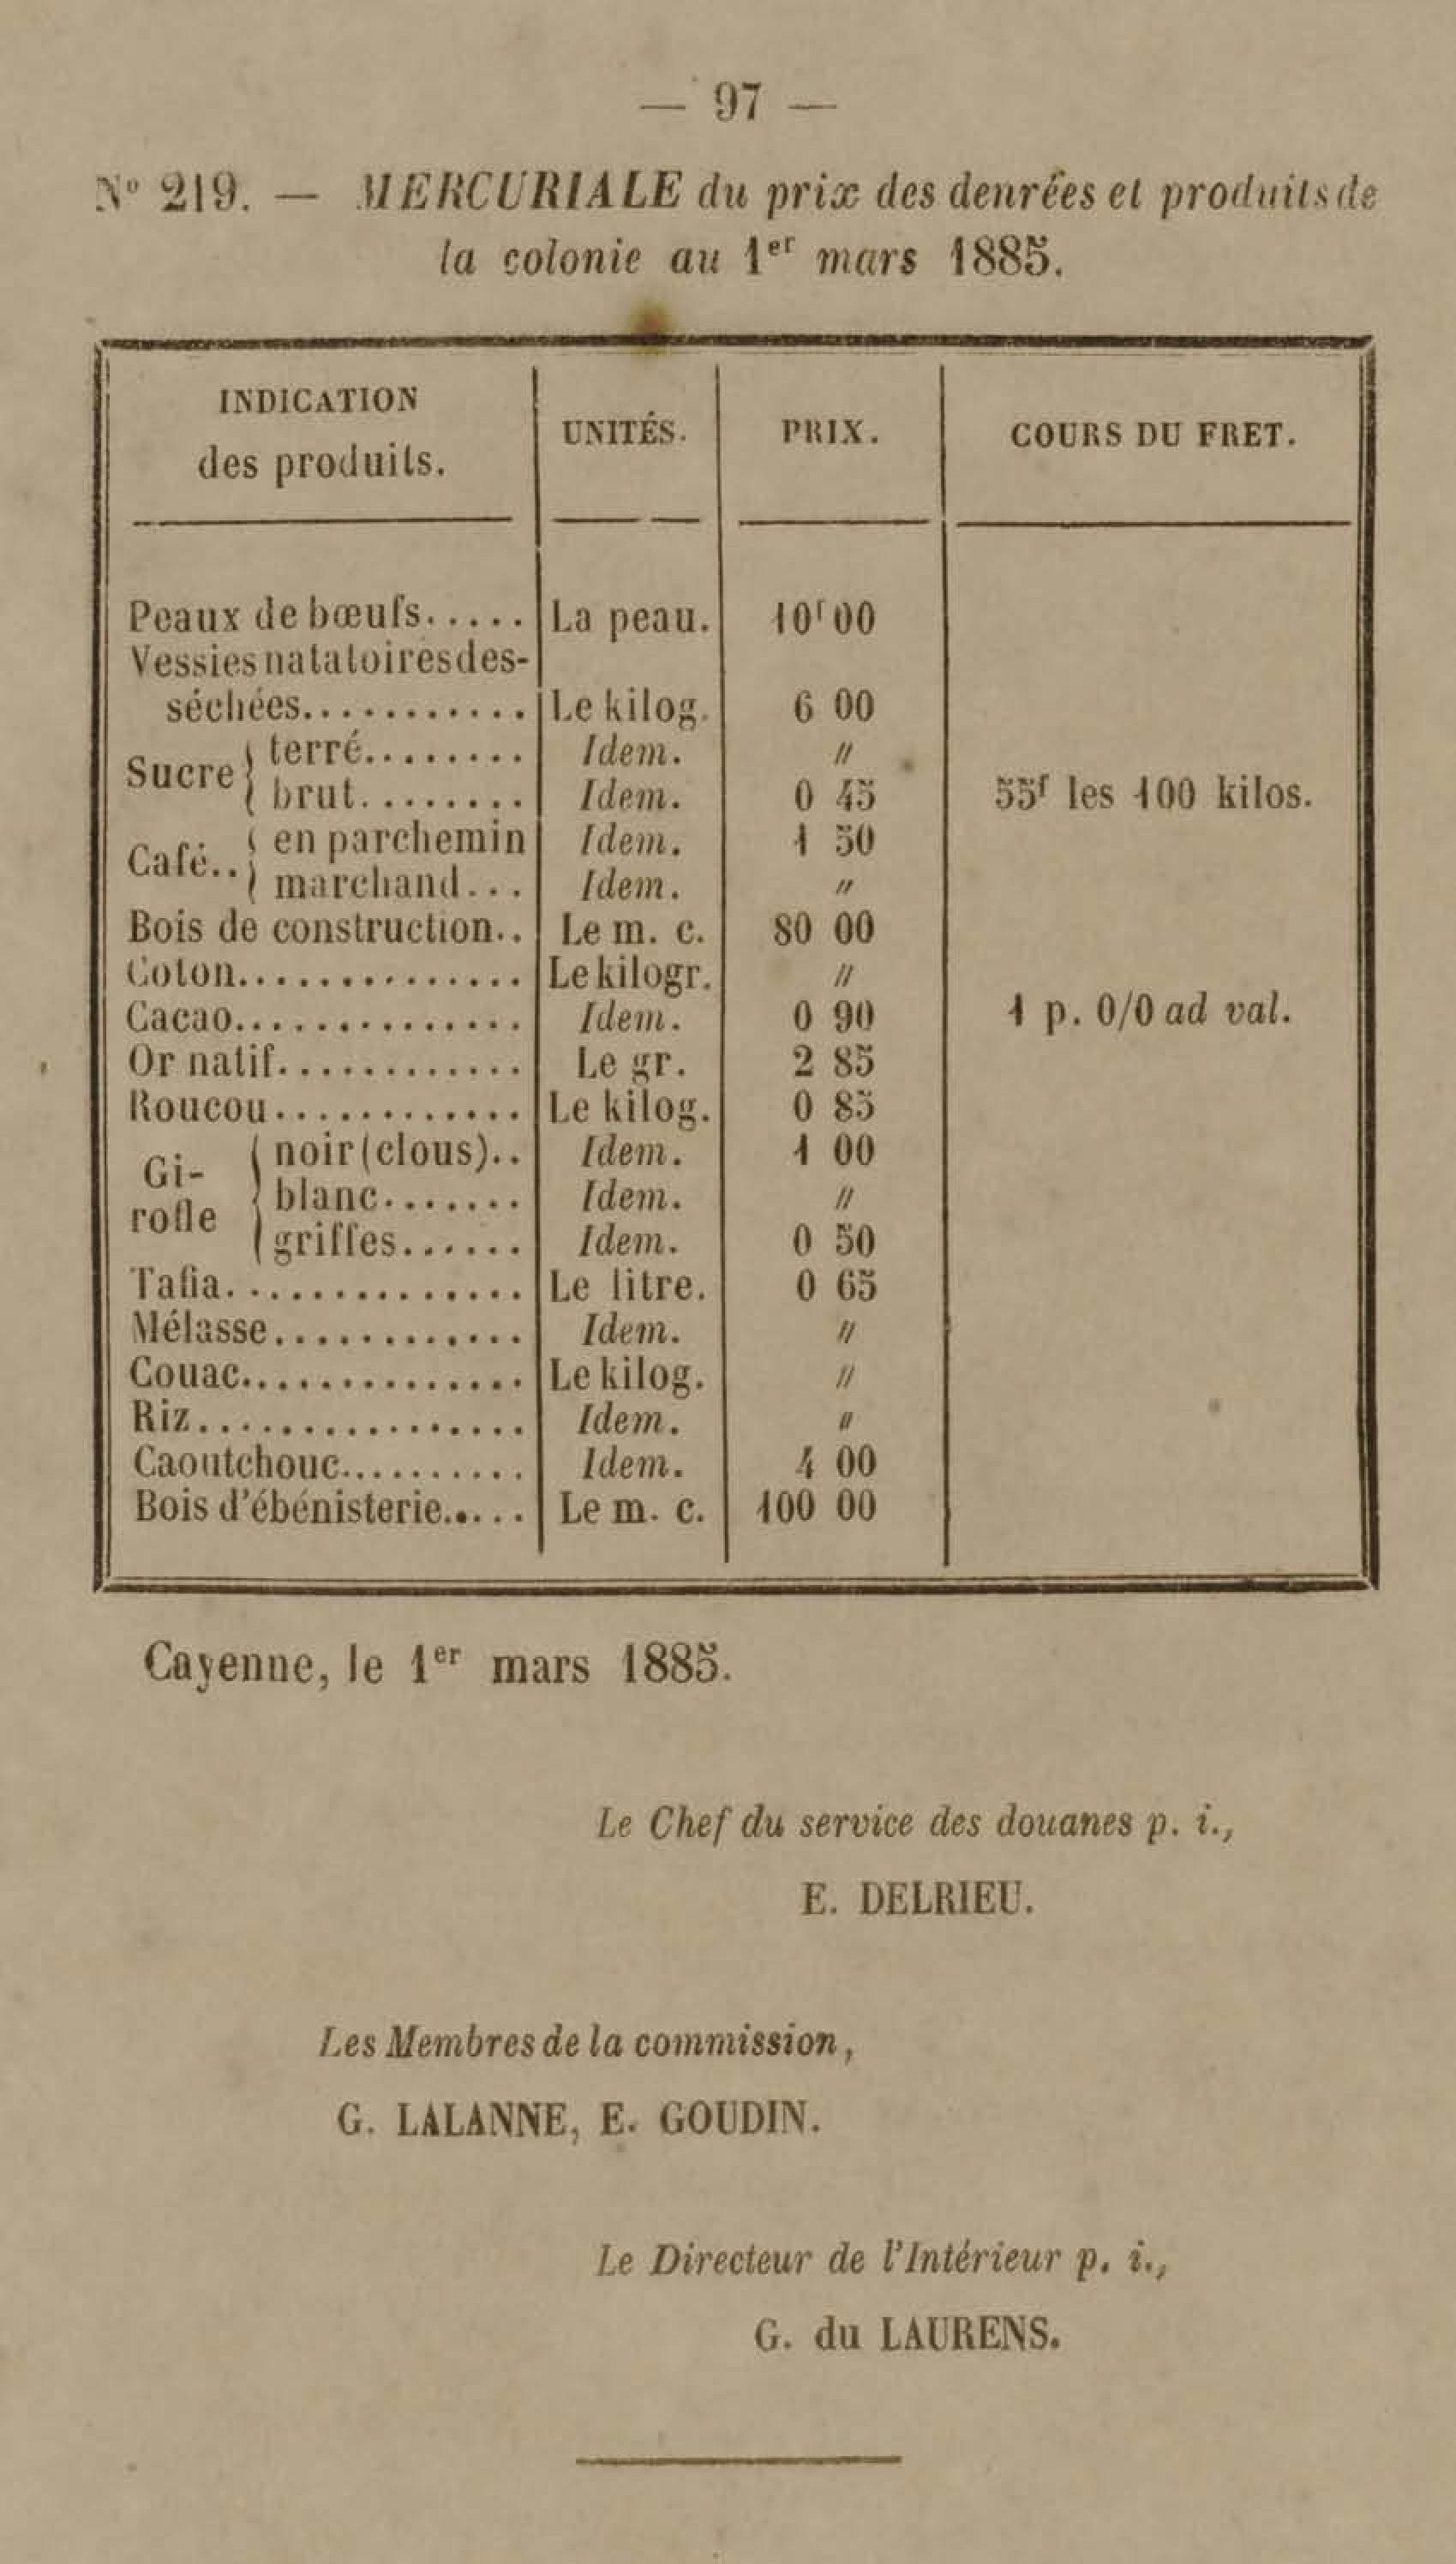 — 97 —
N° 219. — MERCURIALE du prix des denrées et produits de
la colonie au 1er mars 1885.
INDICATION
des produits.
UNITÉS.
PRIX.
COURS DU FRET.
Peaux de bœufs..... La peau. 10f 00
Vessies natatoires des-
séchées........... Le kilog. 6 00
Sucre { terré........ Idem. "
brut........ Idem. 0 45 55f les 100 kilos.
Café.. { en parchemin Idem. 1 50
marchand... Idem. "
Bois de construction.. Le m. c. 80 00
Coton.............. Le kilogr. "
Cacao.............. Idem. 0 90 1 p. 0/0 ad val.
Or natif............ Le gr. 2 85
Roucou............ Le kilog. 0 85
Gi-
rofle { noir (clous).. Idem. 1 00
blanc....... Idem. "
griffes...... Idem. 0 50
Tafia.............. Le litre. 0 65
Mélasse............ Idem. "
Couac.............. Le kilog. "
Riz................ Idem. "
Caoutchouc.......... Idem. 4 00
Bois d'ébénisterie..... Le m. c. 100 00
Cayenne, le 1er mars 1885.
Le Chef du service des douanes p. i.,
E. DELRIEU.
Les Membres de la commission,
G. LALANNE, E. GOUDIN.
Le Directeur de l'Intérieur p. i.,
G. du LAURENS.